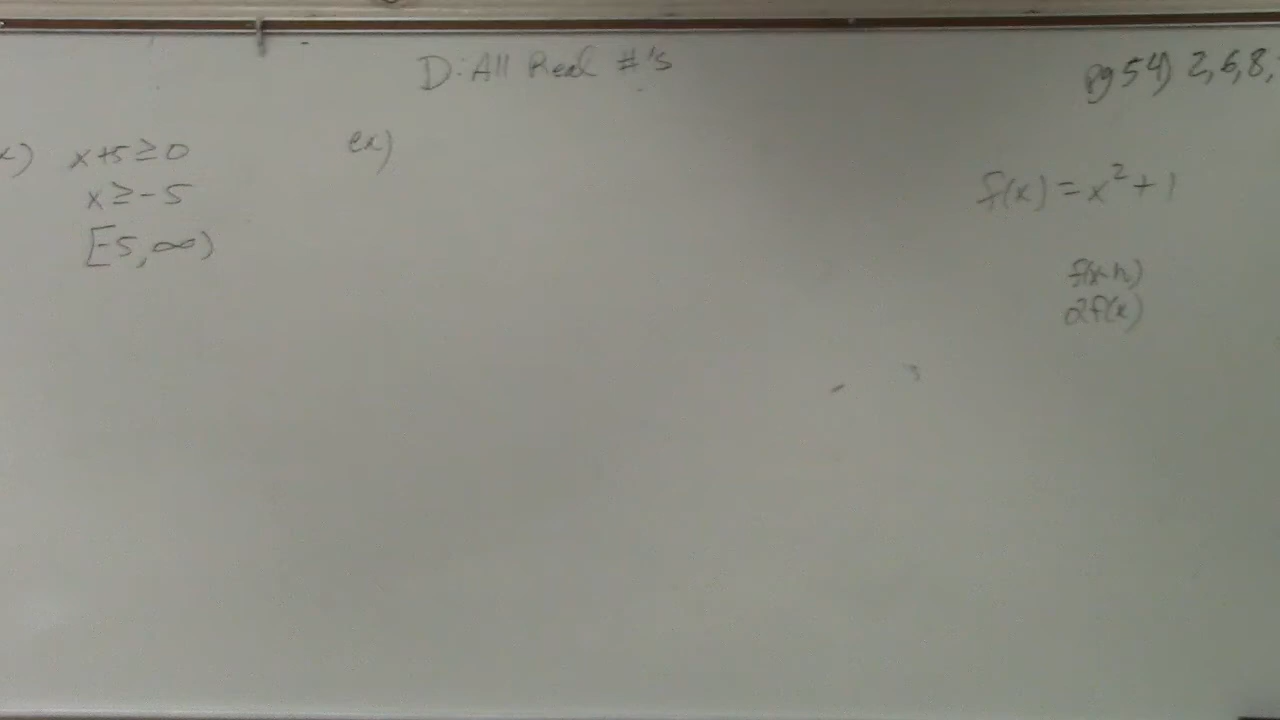 D: All Real #'s
pg 54) 2, 6, 8,
x) x+5≥0
x≥-5
[-5, ∞)
ex)
f(x) = x² + 1
f(x+h)
2f(x)